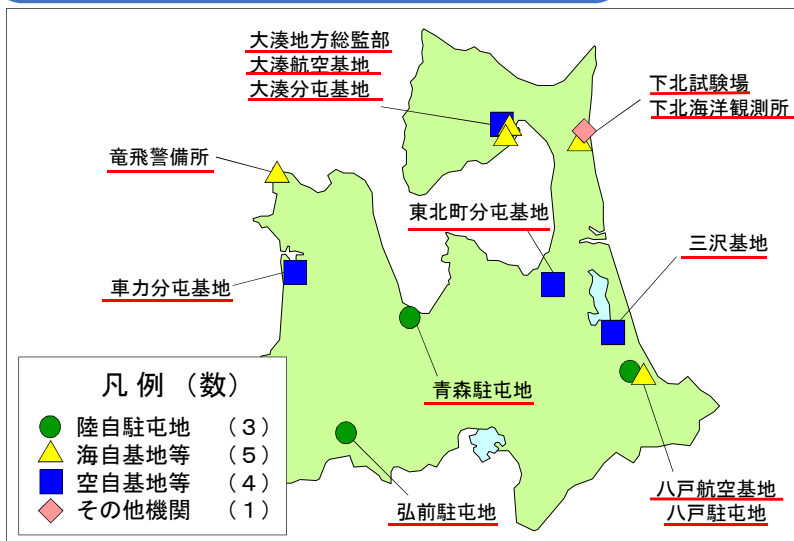 大湊地方総監部
大湊航空基地
大湊分屯基地
下北試験場
下北海洋観測所
竜飛警備所
東北町分屯基地
三沢基地
車力分屯基地
青森駐屯地
凡例（数）
陸自駐屯地　（３）
海自基地等　（５）
空自基地等　（４）
その他機関　（１）
弘前駐屯地
八戸航空基地
八戸駐屯地